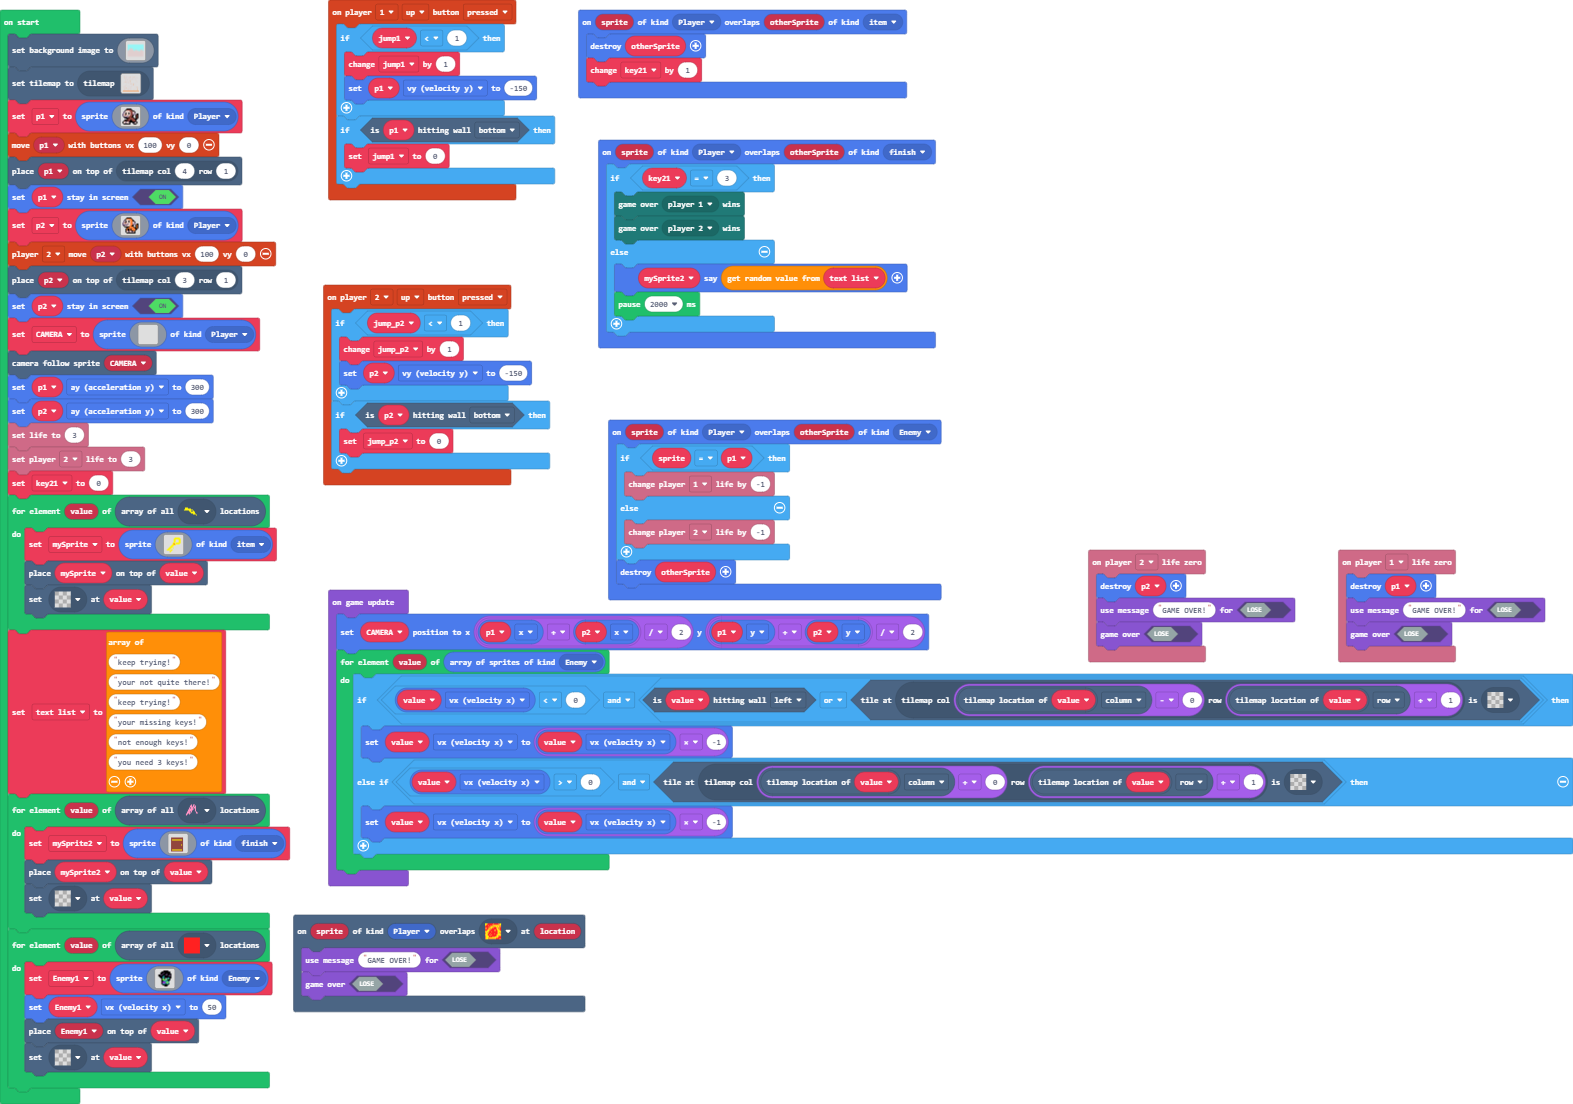 on start
set background image to
set tilemap to tilemap
set p1 to sprite of kind Player
move p1 with buttons vx 100 vy 0
place p1 on top of tilemap col 4 row 1
set p1 stay in screen ON
set p2 to sprite of kind Player
player 2 move p2 with buttons vx 100 vy 0
place p2 on top of tilemap col 3 row 1
set p2 stay in screen ON
set CAMERA to sprite of kind Player
camera follow sprite CAMERA
set p1 ay (acceleration y) to 300
set p2 ay (acceleration y) to 300
set life to 3
set player 2 life to 3
set key21 to 0
for element value of array of all locations
do
set mySprite to sprite of kind item
place mySprite on top of value
set at value
set text list to
array of
"keep trying!"
"your not quite there!"
"keep trying!"
"your missing keys!"
"not enough keys!"
"you need 3 keys!"
for element value of array of all locations
do
set mySprite2 to sprite of kind finish
place mySprite2 on top of value
set at value
for element value of array of all locations
do
set Enemy1 to sprite of kind Enemy
set Enemy1 vx (velocity x) to 50
place Enemy1 on top of value
set at value
on player 1 up button pressed
if jump1 < 1 then
change jump1 by 1
set p1 vy (velocity y) to -150
if is p1 hitting wall bottom then
set jump1 to 0
on player 2 up button pressed
if jump_p2 < 1 then
change jump_p2 by 1
set p2 vy (velocity y) to -150
if is p2 hitting wall bottom then
set jump_p2 to 0
on sprite of kind Player overlaps otherSprite of kind item
destroy otherSprite
change key21 by 1
on sprite of kind Player overlaps otherSprite of kind finish
if key21 = 3 then
game over player 1 wins
game over player 2 wins
else
mySprite2 say get random value from text list
pause 2000 ms
on sprite of kind Player overlaps otherSprite of kind Enemy
if sprite = p1 then
change player 1 life by -1
else
change player 2 life by -1
destroy otherSprite
on game update
set CAMERA position to x p1 x + p2 x / 2 y p1 y + p2 y / 2
for element value of array of sprites of kind Enemy
do
if value vx (velocity x) < 0 and is value hitting wall left or tile at tilemap col tilemap location of value column - 0 row tilemap location of value row + 1 is then
set value vx (velocity x) to value vx (velocity x) × -1
else if value vx (velocity x) > 0 and tile at tilemap col tilemap location of value column + 0 row tilemap location of value row + 1 is then
set value vx (velocity x) to value vx (velocity x) × -1
on sprite of kind Player overlaps at location
use message "GAME OVER!" for LOSE
game over LOSE
on player 2 life zero
destroy p2
use message "GAME OVER!" for LOSE
game over LOSE
on player 1 life zero
destroy p1
use message "GAME OVER!" for LOSE
game over LOSE